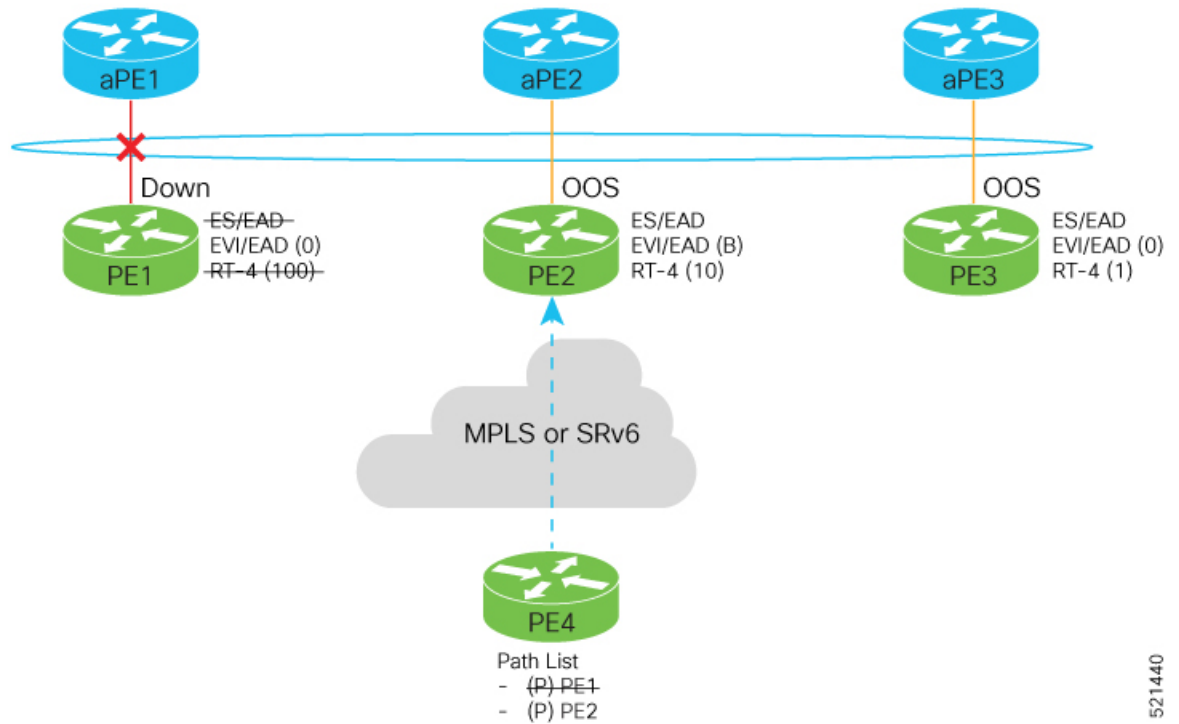 aPE1
aPE2
aPE3
Down
OOS
OOS
PE1
ES/EAD
EVI/EAD (0)
RT-4 (100)
PE2
ES/EAD
EVI/EAD (B)
RT-4 (10)
PE3
ES/EAD
EVI/EAD (0)
RT-4 (1)
MPLS or SRv6
PE4
Path List
- (P) PE1
- (P) PE2
521440